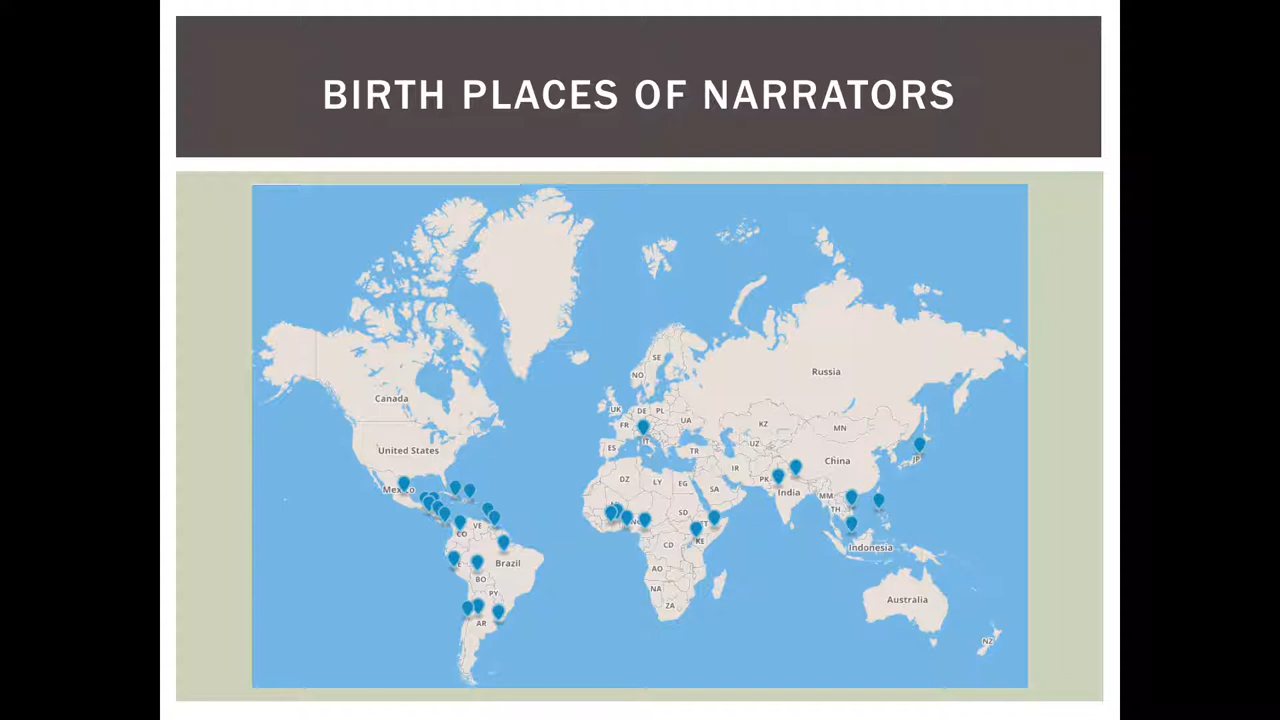 BIRTH PLACES OF NARRATORS
Russia
SE
NO
Canada
UK
DE
PL
FR
UA
KZ
MN
IT
United States
ES
TR
UZ
IR
China
JP
Mexico
DZ
LY
EG
SA
PK
India
MM
TH
SD
ET
VE
CO
CD
KE
Indonesia
Brazil
AO
BO
NA
PY
ZA
Australia
AR
NZ